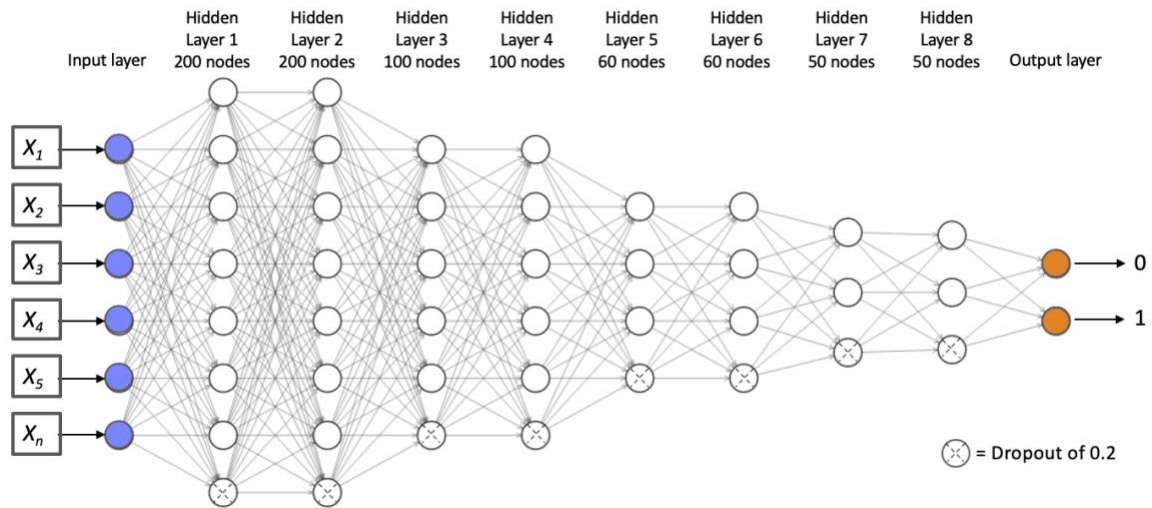 Input layer
Hidden
Layer 1
200 nodes
Hidden
Layer 2
200 nodes
Hidden
Layer 3
100 nodes
Hidden
Layer 4
100 nodes
Hidden
Layer 5
60 nodes
Hidden
Layer 6
60 nodes
Hidden
Layer 7
50 nodes
Hidden
Layer 8
50 nodes
Output layer
X1
X2
X3
X4
X5
Xn
0
1
= Dropout of 0.2